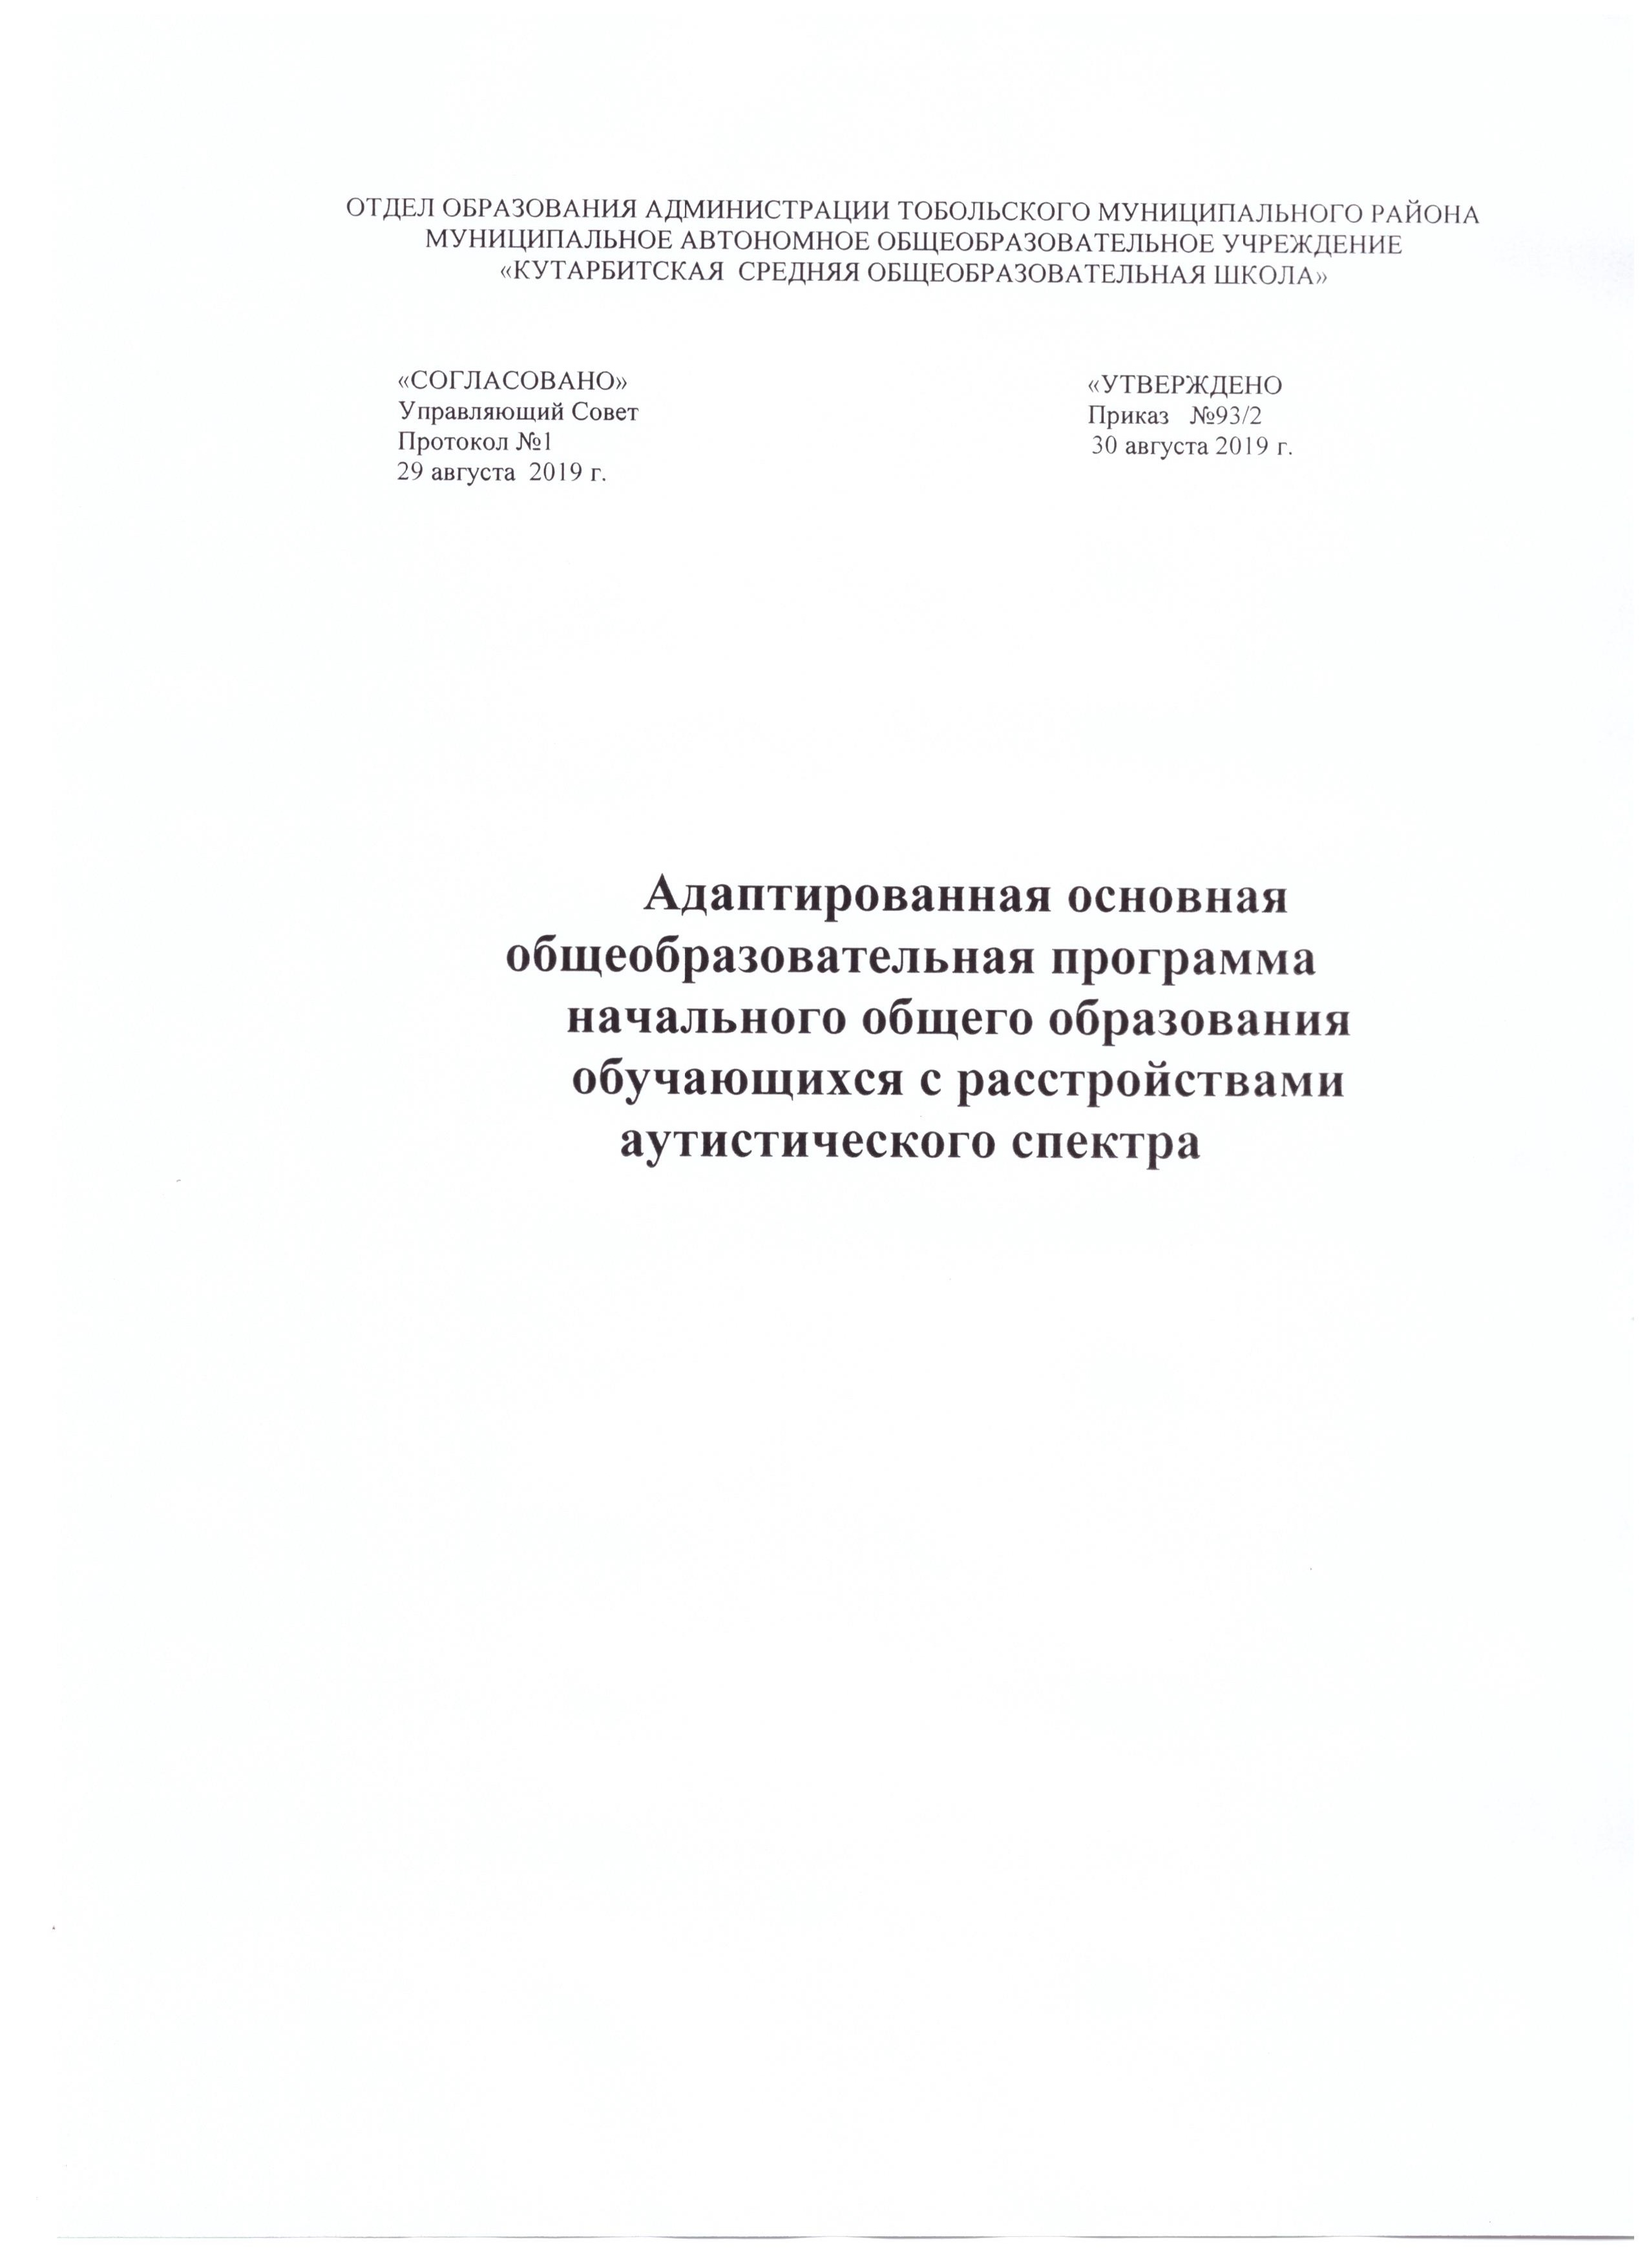 ОТДЕЛ ОБРАЗОВАНИЯ АДМИНИСТРАЦИИ ТОБОЛЬСКОГО МУНИЦИПАЛЬНОГО РАЙОНА
МУНИЦИПАЛЬНОЕ АВТОНОМНОЕ ОБЩЕОБРАЗОВАТЕЛЬНОЕ УЧРЕЖДЕНИЕ
«КУТАРБИТСКАЯ СРЕДНЯЯ ОБЩЕОБРАЗОВАТЕЛЬНАЯ ШКОЛА»
«СОГЛАСОВАНО»
Управляющий Совет
Протокол №1
29 августа 2019 г.
«УТВЕРЖДЕНО
Приказ №93/2
30 августа 2019 г.
Адаптированная основная
общеобразовательная программа
начального общего образования
обучающихся с расстройствами
аутистического спектра